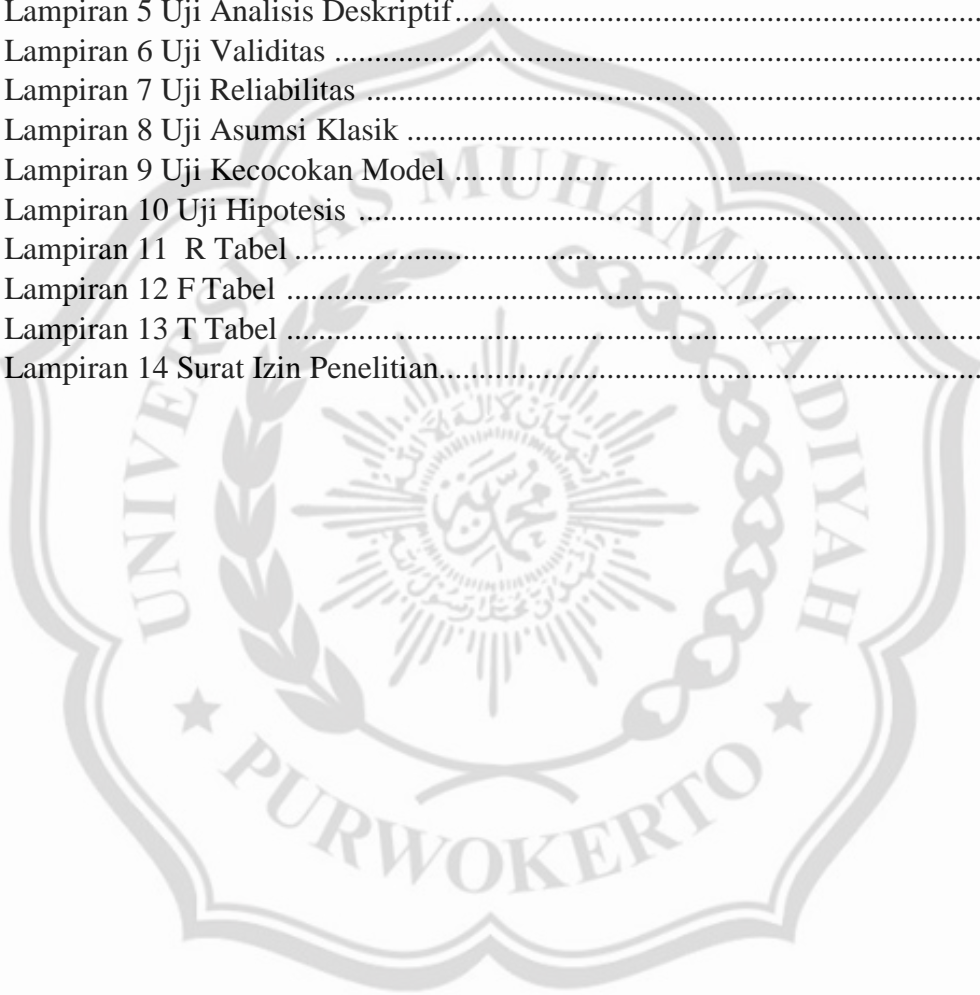 Lampiran 5 Uji Analisis Deskriptif...............................................................
Lampiran 6 Uji Validitas ...............................................................................
Lampiran 7 Uji Reliabilitas ...........................................................................
Lampiran 8 Uji Asumsi Klasik ......................................................................
Lampiran 9 Uji Kecocokan Model ................................................................
Lampiran 10 Uji Hipotesis ............................................................................
Lampiran 11  R Tabel ...................................................................................
Lampiran 12 F Tabel ....................................................................................
Lampiran 13 T Tabel ....................................................................................
Lampiran 14 Surat Izin Penelitian..................................................................
UNIVERSITAS MUHAMMADIYAH
PURWOKERTO